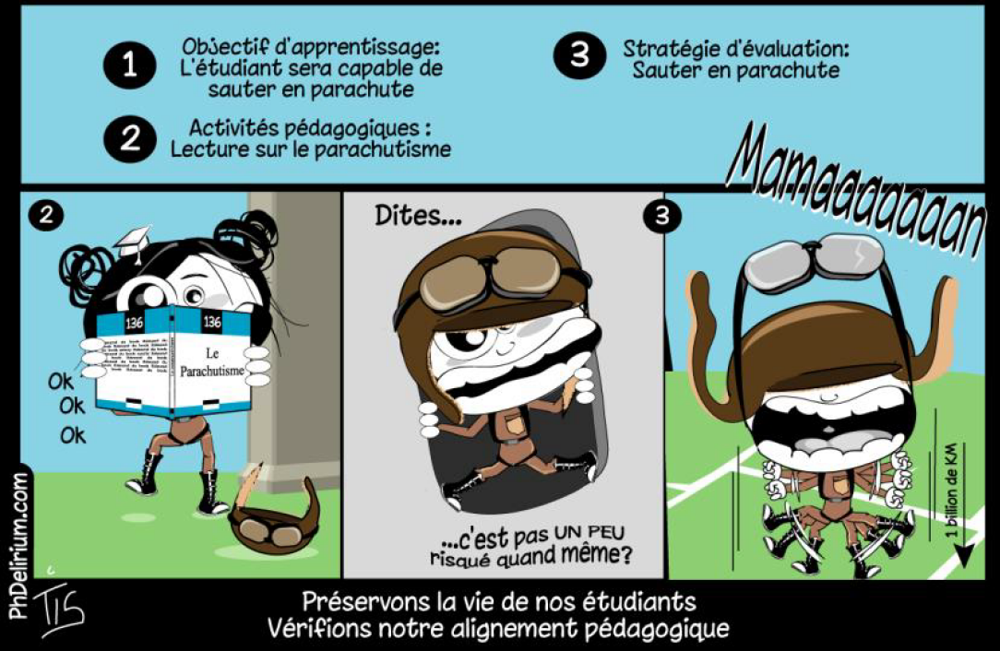 1
Objectif d'apprentissage:
L'étudiant sera capable de
sauter en parachute
2
Activités pédagogiques :
Lecture sur le parachutisme
3
Stratégie d'évaluation:
Sauter en parachute
Mamaaaaaaaan
2
136
136
Le
Parachutisme
Ok
Ok
Ok
Dites...
...c'est pas UN PEU
risqué quand même?
3
1 billion de KM
PhDelirium.com
TIS
Préservons la vie de nos étudiants
Vérifions notre alignement pédagogique